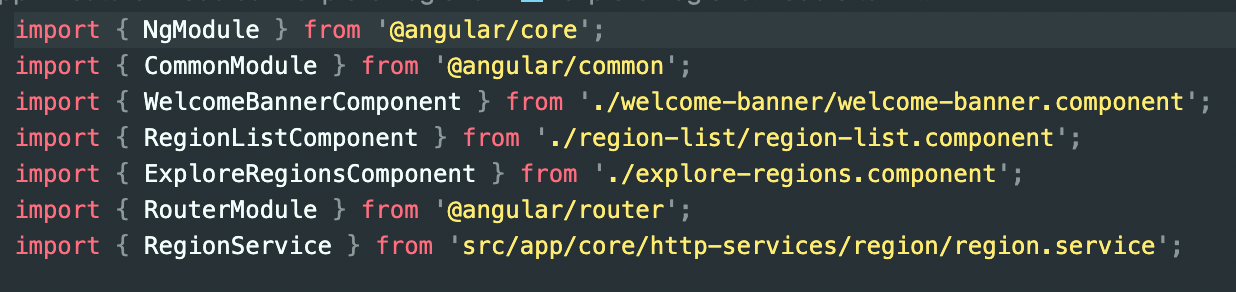 import { NgModule } from '@angular/core';
import { CommonModule } from '@angular/common';
import { WelcomeBannerComponent } from './welcome-banner/welcome-banner.component';
import { RegionListComponent } from './region-list/region-list.component';
import { ExploreRegionsComponent } from './explore-regions.component';
import { RouterModule } from '@angular/router';
import { RegionService } from 'src/app/core/http-services/region/region.service';